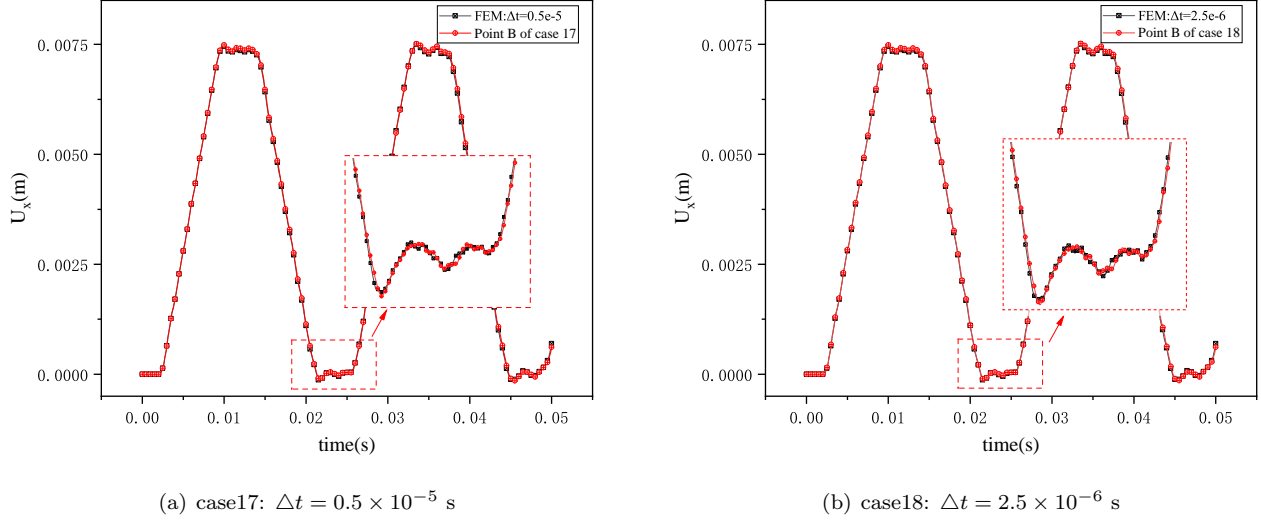 FEM:Δt=0.5e-5
Point B of case 17
0.0075
0.0050
0.0025
0.0000
U_x(m)
0.00 0.01 0.02 0.03 0.04 0.05
time(s)
(a) case17: △t = 0.5 × 10⁻⁵ s
FEM:Δt=2.5e-6
Point B of case 18
0.0075
0.0050
0.0025
0.0000
U_x(m)
0.00 0.01 0.02 0.03 0.04 0.05
time(s)
(b) case18: △t = 2.5 × 10⁻⁶ s